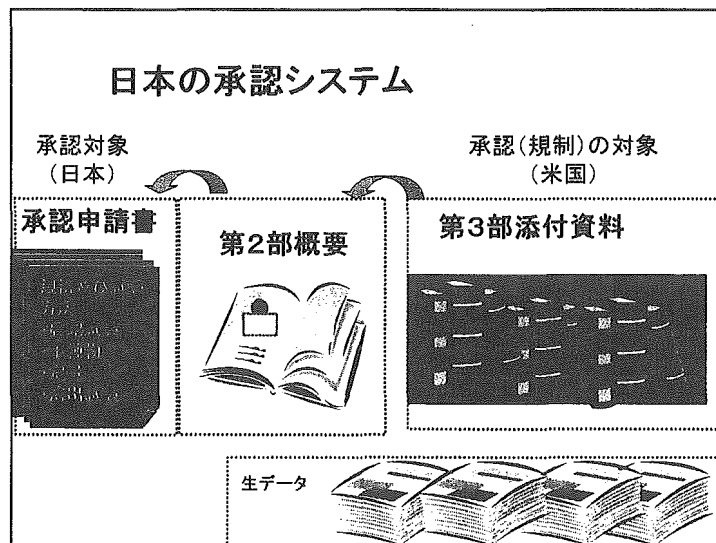 日本の承認システム
承認対象
(日本)
承認(規制)の対象
(米国)
承認申請書
第2部概要
第3部添付資料
生データ